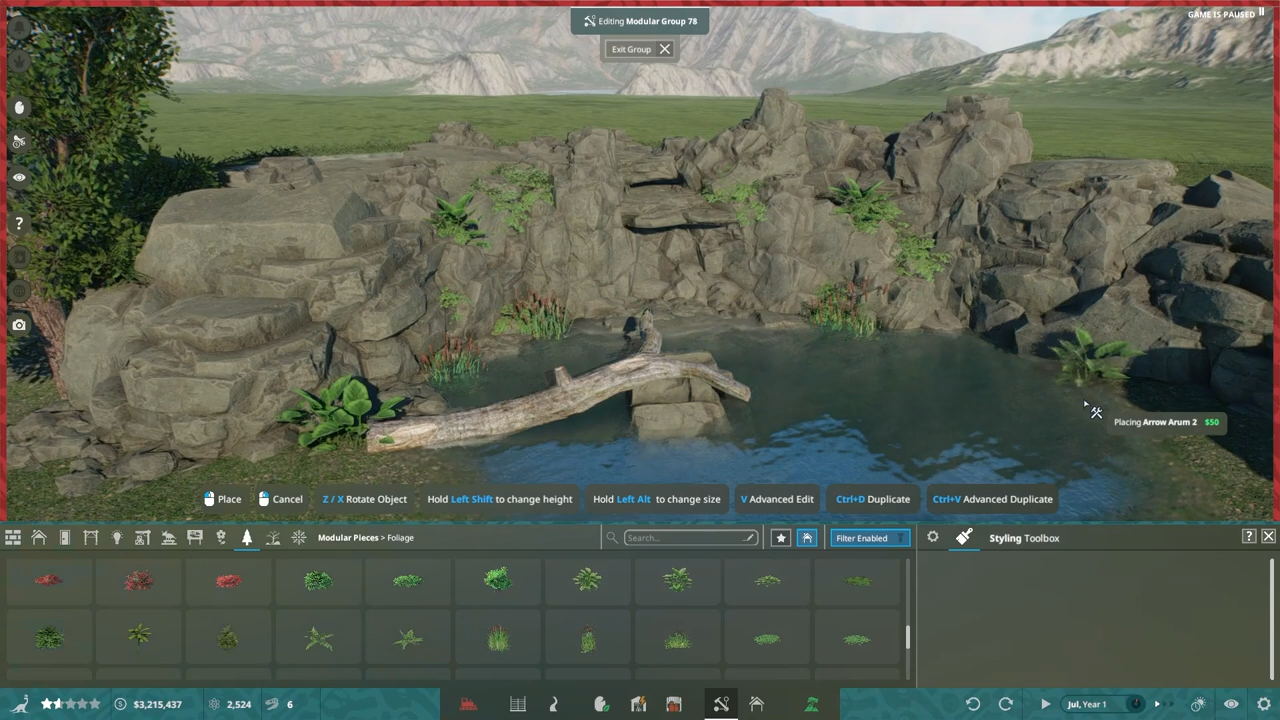 Editing Modular Group 78
GAME IS PAUSED
Exit Group
?
Placing Arrow Arum 2 $50
Place
Cancel
Z / X Rotate Object
Hold Left Shift to change height
Hold Left Alt to change size
V Advanced Edit
Ctrl+D Duplicate
Ctrl+V Advanced Duplicate
Modular Pieces > Foliage
Search...
Filter Enabled
Styling Toolbox
?
$3,215,437
2,524
6
Jul, Year 1